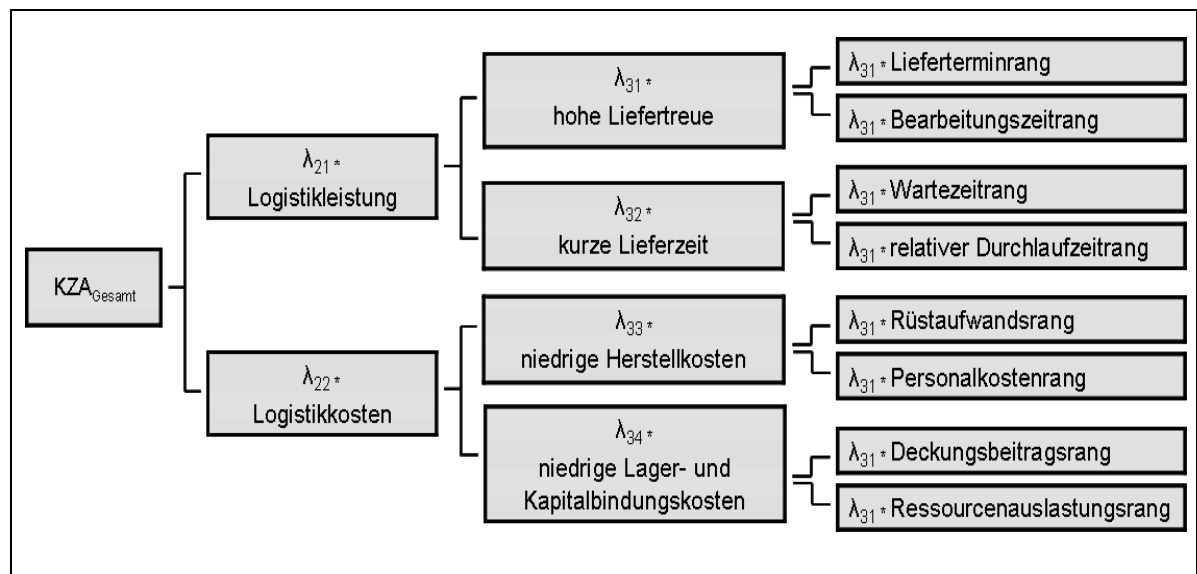 KZA_Gesamt
λ21 *
Logistikleistung
λ22 *
Logistikkosten
λ31 *
hohe Liefertreue
λ32 *
kurze Lieferzeit
λ33 *
niedrige Herstellkosten
λ34 *
niedrige Lager- und
Kapitalbindungskosten
λ31 * Lieferterminrang
λ31 * Bearbeitungszeitrang
λ31 * Wartezeitrang
λ31 * relativer Durchlaufzeitrang
λ31 * Rüstaufwandsrang
λ31 * Personalkostenrang
λ31 * Deckungsbeitragsrang
λ31 * Ressourcenauslastungsrang